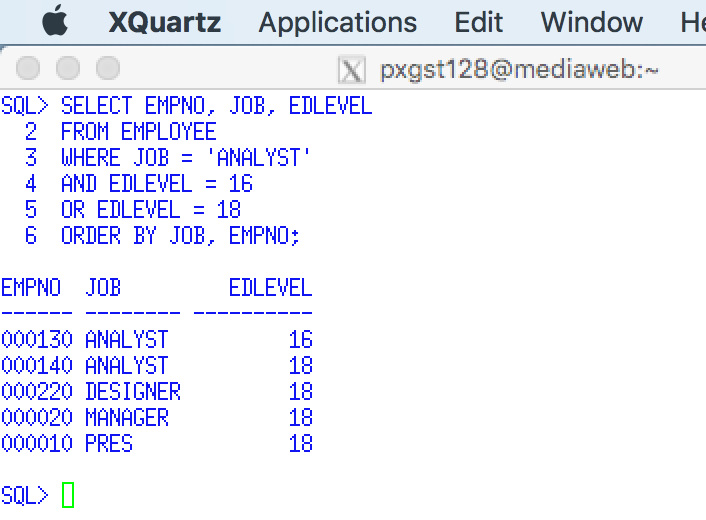 XQuartz Applications Edit Window
pxgst128@mediaweb:~
SQL> SELECT EMPNO, JOB, EDLEVEL
2 FROM EMPLOYEE
3 WHERE JOB = 'ANALYST'
4 AND EDLEVEL = 16
5 OR EDLEVEL = 18
6 ORDER BY JOB, EMPNO;
EMPNO JOB EDLEVEL
------ -------- ----------
000130 ANALYST 16
000140 ANALYST 18
000220 DESIGNER 18
000020 MANAGER 18
000010 PRES 18
SQL>